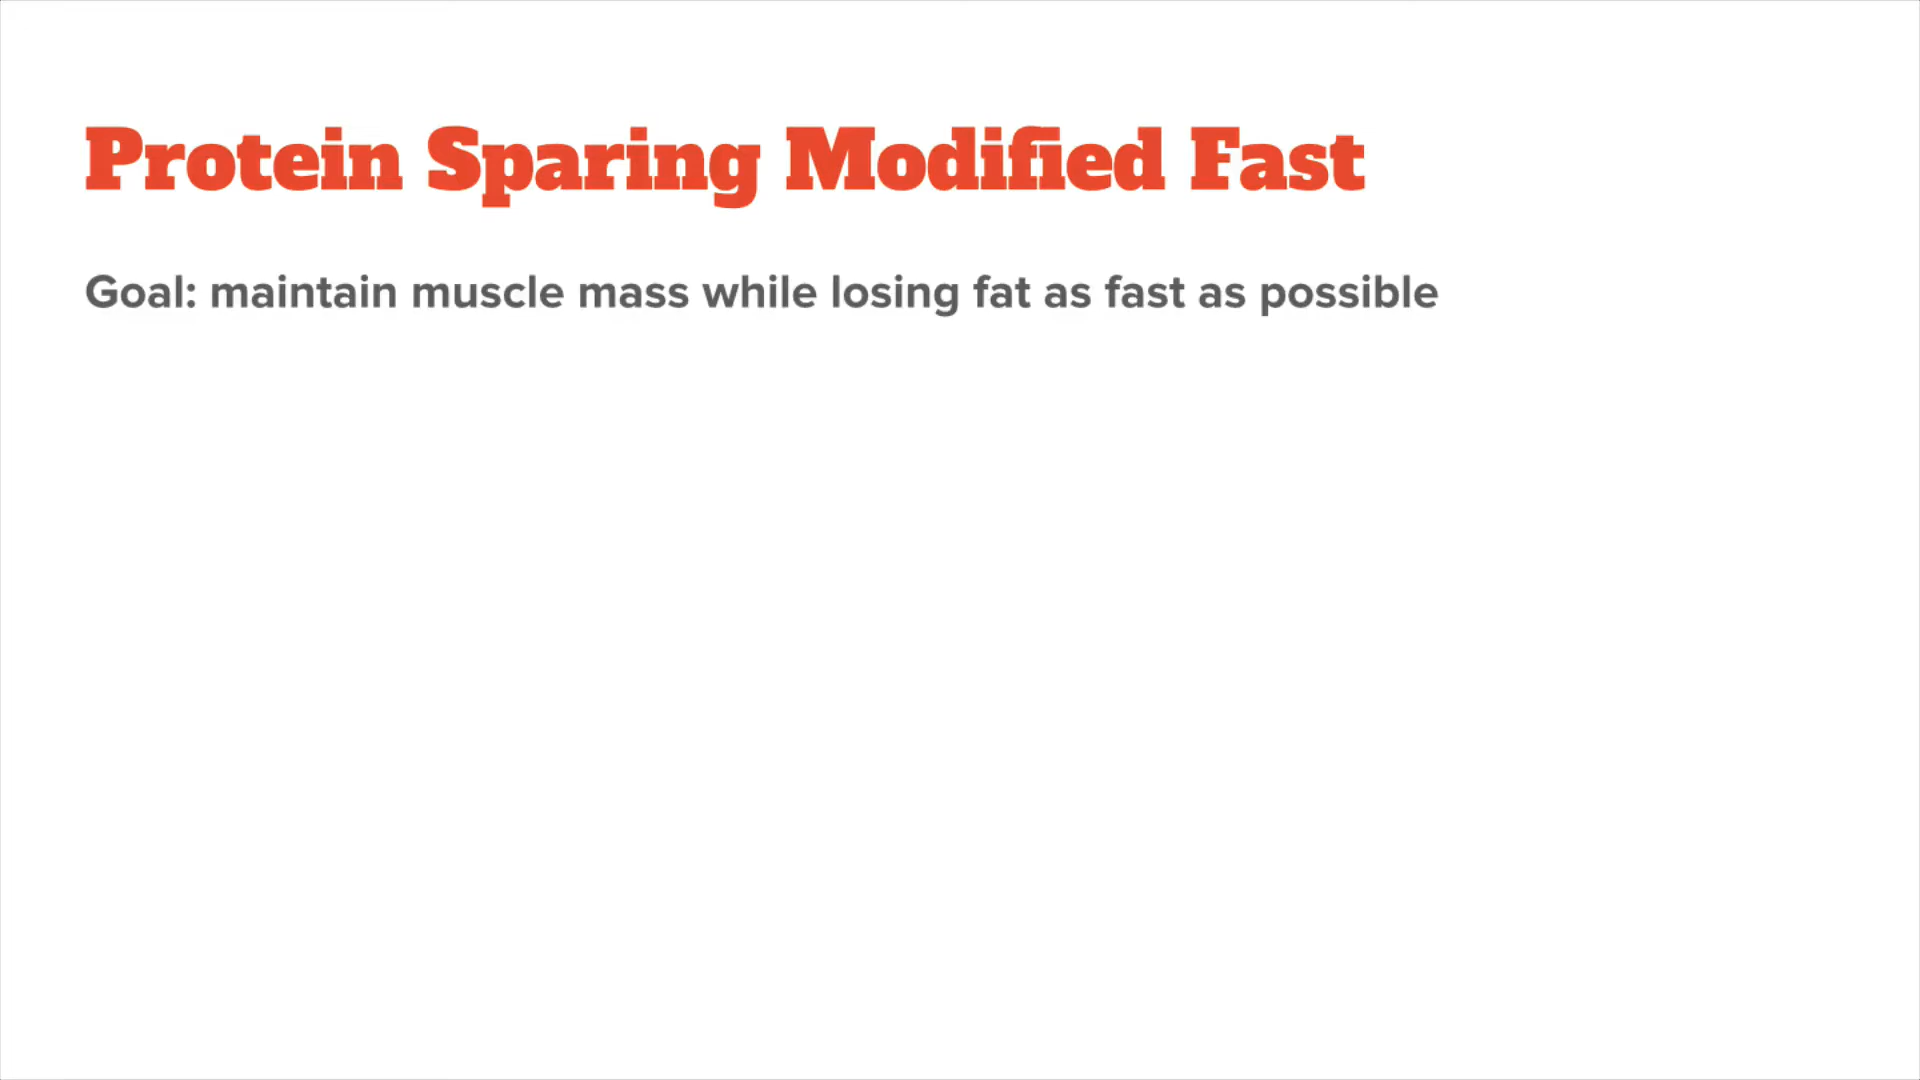 Protein Sparing Modified Fast
Goal: maintain muscle mass while losing fat as fast as possible